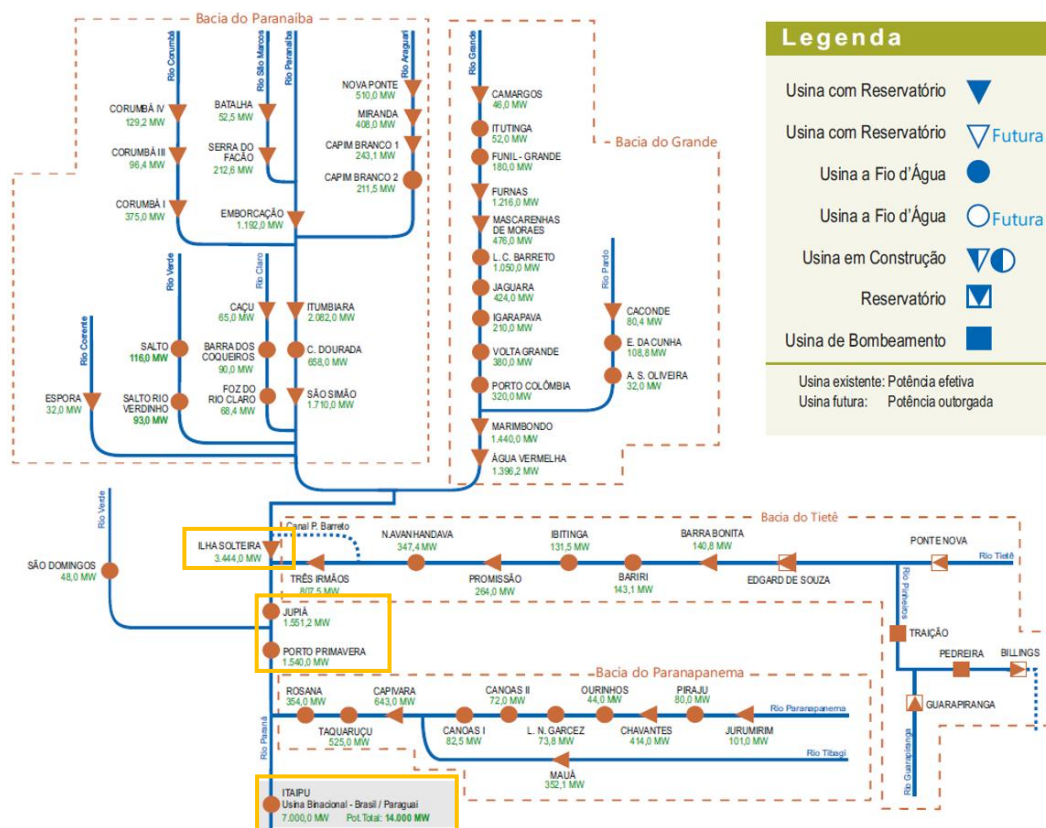 Bacia do Paranaíba
Rio Corumbá
Rio São Marcos
Rio Paranaíba
Rio Araguari
CORUMBÁ IV
129,2 MW
CORUMBÁ III
96,4 MW
CORUMBÁ I
375,0 MW
BATALHA
52,5 MW
SERRA DO
FACÃO
212,6 MW
EMBORCAÇÃO
1.192,0 MW
NOVA PONTE
510,0 MW
MIRANDA
408,0 MW
CAPIM BRANCO 1
243,1 MW
CAPIM BRANCO 2
211,5 MW
Rio Verde
Rio Claro
Rio Corrente
ESPORA
32,0 MW
SALTO
116,0 MW
SALTO RIO
VERDINHO
93,0 MW
CAÇU
65,0 MW
BARRA DOS
COQUEIROS
90,0 MW
FOZ DO
RIO CLARO
68,4 MW
ITUMBIARA
2.082,0 MW
C. DOURADA
658,0 MW
SÃO SIMÃO
1.710,0 MW
Bacia do Grande
Rio Grande
CAMARGOS
46,0 MW
ITUTINGA
52,0 MW
FUNIL - GRANDE
180,0 MW
FURNAS
1.216,0 MW
MASCARENHAS
DE MORAES
476,0 MW
L. C. BARRETO
1.050,0 MW
JAGUARA
424,0 MW
IGARAPAVA
210,0 MW
VOLTA GRANDE
380,0 MW
PORTO COLÔMBIA
320,0 MW
MARIMBONDO
1.440,0 MW
ÁGUA VERMELHA
1.396,2 MW
Rio Pardo
CACONDE
80,4 MW
E. DA CUNHA
108,8 MW
A. S. OLIVEIRA
32,0 MW
Legenda
Usina com Reservatório
Usina com Reservatório Futura
Usina a Fio d'Água
Usina a Fio d'Água Futura
Usina em Construção
Reservatório
Usina de Bombeamento
Usina existente: Potência efetiva
Usina futura: Potência outorgada
Rio Verde
SÃO DOMINGOS
48,0 MW
ILHA SOLTEIRA
3.444,0 MW
Canal P. Barreto
JUPIÁ
1.551,2 MW
PORTO PRIMAVERA
1.540,0 MW
Bacia do Tietê
TRÊS IRMÃOS
807,5 MW
N.AVANHANDAVA
347,4 MW
PROMISSÃO
264,0 MW
IBITINGA
131,5 MW
BARIRI
143,1 MW
BARRA BONITA
140,8 MW
EDGARD DE SOUZA
PONTE NOVA
Rio Tietê
Rio Pinheiros
TRAIÇÃO
PEDREIRA
BILLINGS
GUARAPIRANGA
Rio Guarapiranga
Bacia do Paranapanema
ROSANA
354,0 MW
TAQUARUÇU
525,0 MW
CAPIVARA
643,0 MW
CANOAS I
82,5 MW
CANOAS II
72,0 MW
L. N. GARCEZ
73,8 MW
OURINHOS
44,0 MW
CHAVANTES
414,0 MW
PIRAJU
80,0 MW
JURUMIRIM
101,0 MW
Rio Paranapanema
MAUÁ
352,1 MW
Rio Tibagi
Rio Paraná
ITAIPU
Usina Binacional - Brasil / Paraguai
7.000,0 MW Pot.Total: 14.000 MW